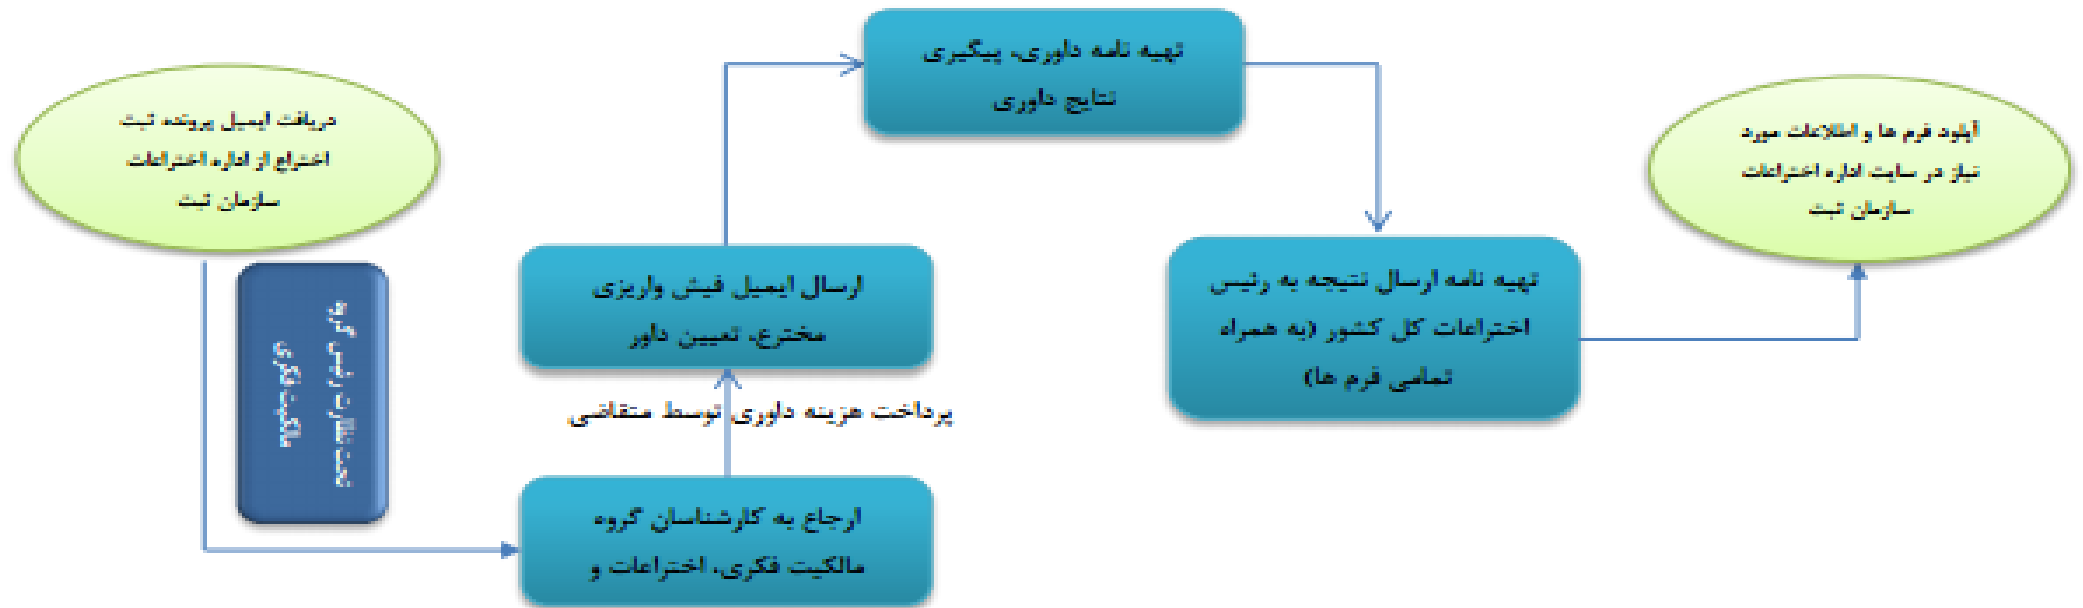 دریافت ایمیل پرونده ثبت
اختراع از اداره اختراعات
سازمان ثبت
تحت نظارت رئیس گروه
مالکیت فکری
ارجاع به کارشناسان گروه
مالکیت فکری، اختراعات و
پرداخت هزینه داوری توسط متقاضی
ارسال ایمیل فیش واریزی
مخترع، تعیین داور
تهیه نامه داوری، پیگیری
نتایج داوری
تهیه نامه ارسال نتیجه به رئیس
اختراعات کل کشور (به همراه
تمامی فرم ها)
آپلود فرم ها و اطلاعات مورد
نیاز در سایت اداره اختراعات
سازمان ثبت